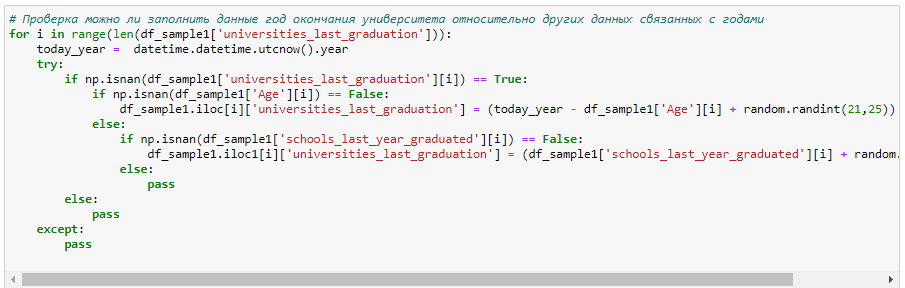 # Проверка можно ли заполнить данные год окончания университета относительно других данных связанных с годами
for i in range(len(df_sample1['universities_last_graduation'])):
    today_year =  datetime.datetime.utcnow().year
    try:
        if np.isnan(df_sample1['universities_last_graduation'][i]) == True:
            if np.isnan(df_sample1['Age'][i]) == False:
                df_sample1.iloc[i]['universities_last_graduation'] = (today_year - df_sample1['Age'][i] + random.randint(21,25))
            else:
                if np.isnan(df_sample1['schools_last_year_graduated'][i]) == False:
                    df_sample1.iloc1[i]['universities_last_graduation'] = (df_sample1['schools_last_year_graduated'][i] + random.
                else:
                    pass
        else:
            pass
    except:
        pass